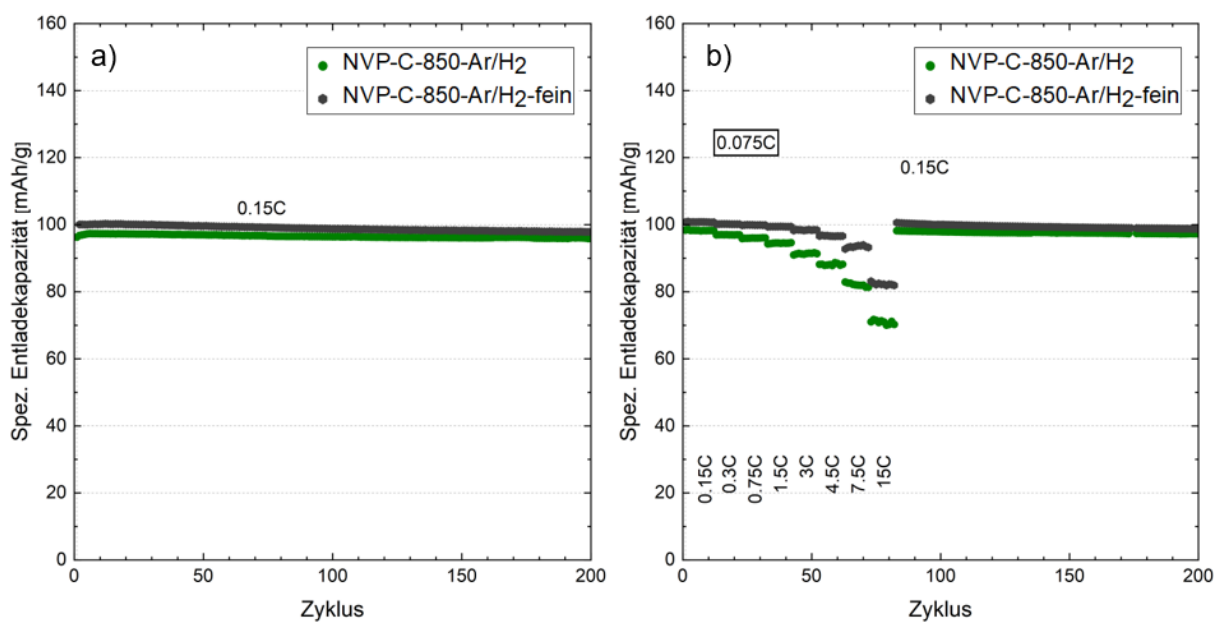 a)
NVP-C-850-Ar/H2
NVP-C-850-Ar/H2-fein
0.15C
Spez. Entladekapazität [mAh/g]
160
140
120
100
80
60
40
20
0
0 50 100 150 200
Zyklus
b)
NVP-C-850-Ar/H2
NVP-C-850-Ar/H2-fein
0.075C
0.15C
Spez. Entladekapazität [mAh/g]
160
140
120
100
80
60
40
20
0
0.15C
0.3C
0.75C
1.5C
3C
4.5C
7.5C
15C
0 50 100 150 200
Zyklus